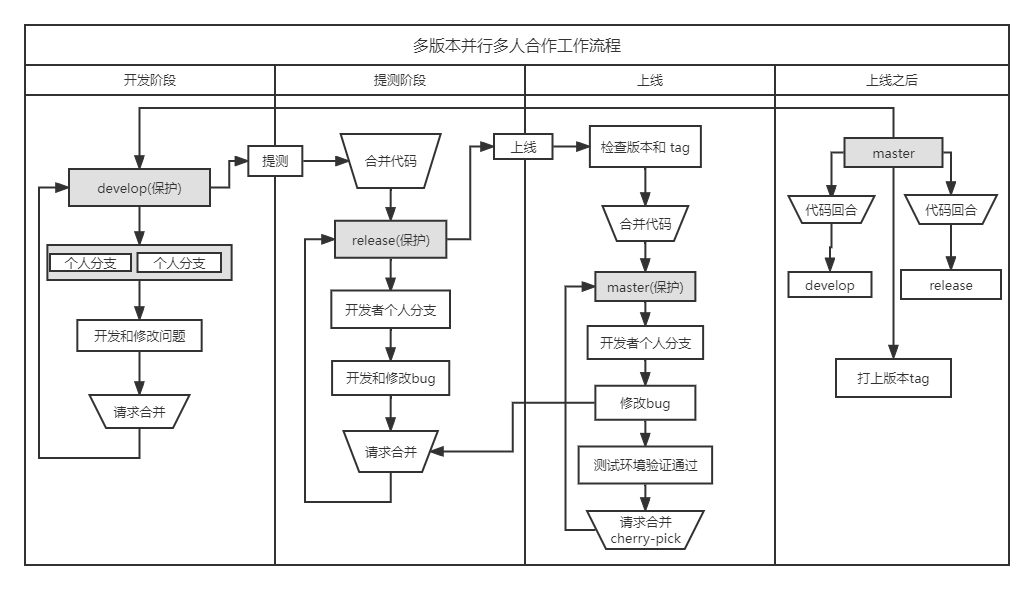 多版本并行多人合作工作流程
开发阶段
提测阶段
上线
上线之后
develop(保护)
个人分支
个人分支
开发和修改问题
请求合并
提测
合并代码
release(保护)
开发者个人分支
开发和修改bug
请求合并
上线
检查版本和 tag
合并代码
master(保护)
开发者个人分支
修改bug
测试环境验证通过
请求合并
cherry-pick
master
代码回合
代码回合
develop
release
打上版本tag